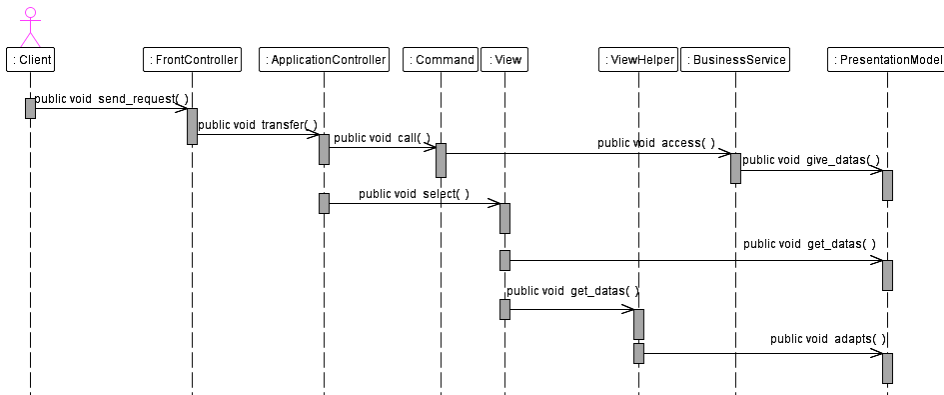 : Client
: FrontController
: ApplicationController
: Command
: View
: ViewHelper
: BusinessService
: PresentationModel
public void send_request( )
public void transfer( )
public void call( )
public void access( )
public void give_datas( )
public void select( )
public void get_datas( )
public void get_datas( )
public void adapts( )